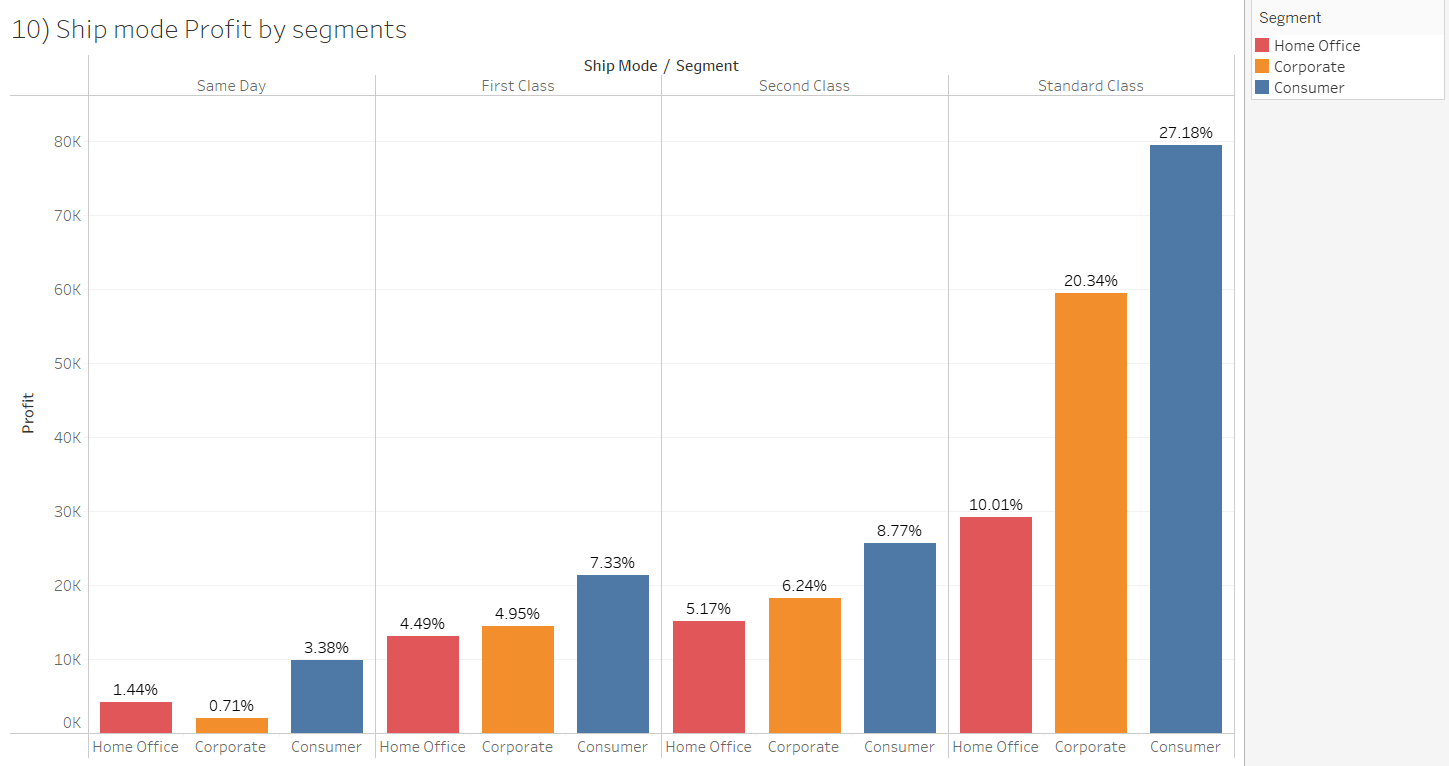 10) Ship mode Profit by segments
Ship Mode / Segment
Same Day First Class Second Class Standard Class
80K
70K
60K
50K
40K
30K
20K
10K
0K
Profit
1.44% 0.71% 3.38% 4.49% 4.95% 7.33% 5.17% 6.24% 8.77% 10.01% 20.34% 27.18%
Home Office Corporate Consumer Home Office Corporate Consumer Home Office Corporate Consumer Home Office Corporate Consumer
Segment
Home Office
Corporate
Consumer